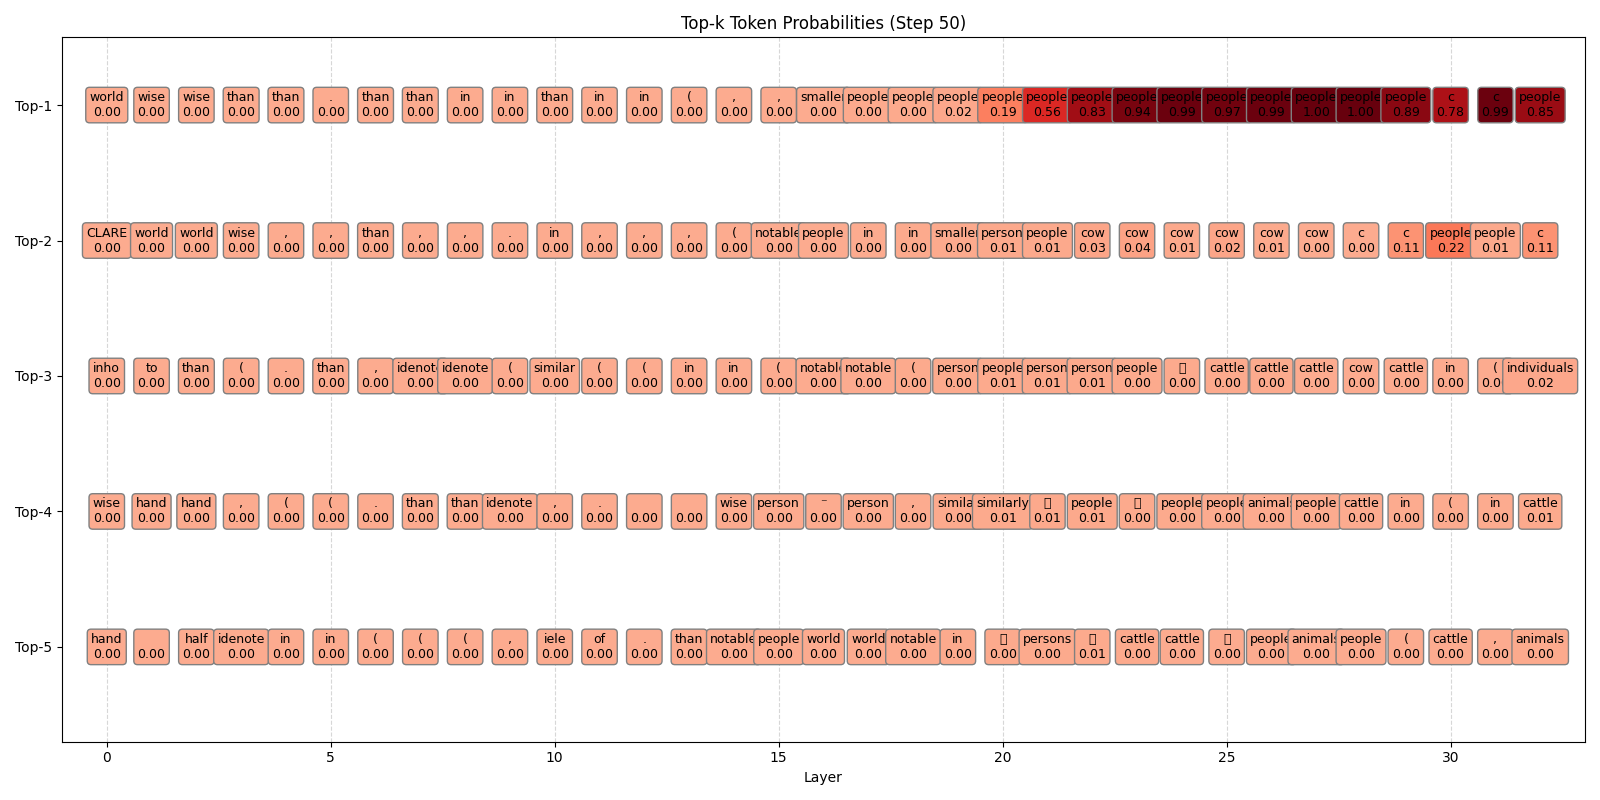 Top-k Token Probabilities (Step 50)
world wise wise than than . than than in in than in in ( , , smaller people people people people people people people people people people people people people c c people
Top-1
0.00 0.00 0.00 0.00 0.00 0.00 0.00 0.00 0.00 0.00 0.00 0.00 0.00 0.00 0.00 0.00 0.00 0.00 0.00 0.02 0.19 0.56 0.83 0.94 0.99 0.97 0.99 1.00 1.00 0.89 0.78 0.99 0.85
CLARE world world wise , , than , , . in , , , ( notable people in in smaller person people cow cow cow cow cow cow c c people people c
Top-2
0.00 0.00 0.00 0.00 0.00 0.00 0.00 0.00 0.00 0.00 0.00 0.00 0.00 0.00 0.00 0.00 0.00 0.00 0.00 0.00 0.01 0.01 0.03 0.04 0.01 0.02 0.01 0.00 0.00 0.11 0.22 0.01 0.11
inho to than ( . than , idenote idenote ( similar ( ( in in ( notable notable ( person people person person people cattle cattle cattle cow cattle in ( individuals
Top-3
0.00 0.00 0.00 0.00 0.00 0.00 0.00 0.00 0.00 0.00 0.00 0.00 0.00 0.00 0.00 0.00 0.00 0.00 0.00 0.00 0.01 0.01 0.01 0.00 0.00 0.00 0.00 0.00 0.00 0.00 0.00 0.00 0.02
wise hand hand , ( ( . than than idenote , . wise person ⁻ person , similar similarly people people people animals people cattle in ( in cattle
Top-4
0.00 0.00 0.00 0.00 0.00 0.00 0.00 0.00 0.00 0.00 0.00 0.00 0.00 0.00 0.00 0.00 0.00 0.00 0.00 0.00 0.01 0.01 0.01 0.00 0.00 0.00 0.00 0.00 0.00 0.00 0.00 0.00 0.01
hand half idenote in in ( ( ( , iele of . than notable people world world notable in persons cattle cattle people animals people ( cattle , animals
Top-5
0.00 0.00 0.00 0.00 0.00 0.00 0.00 0.00 0.00 0.00 0.00 0.00 0.00 0.00 0.00 0.00 0.00 0.00 0.00 0.00 0.00 0.00 0.01 0.00 0.00 0.00 0.00 0.00 0.00 0.00 0.00 0.00 0.00
0 5 10 15 20 25 30
Layer